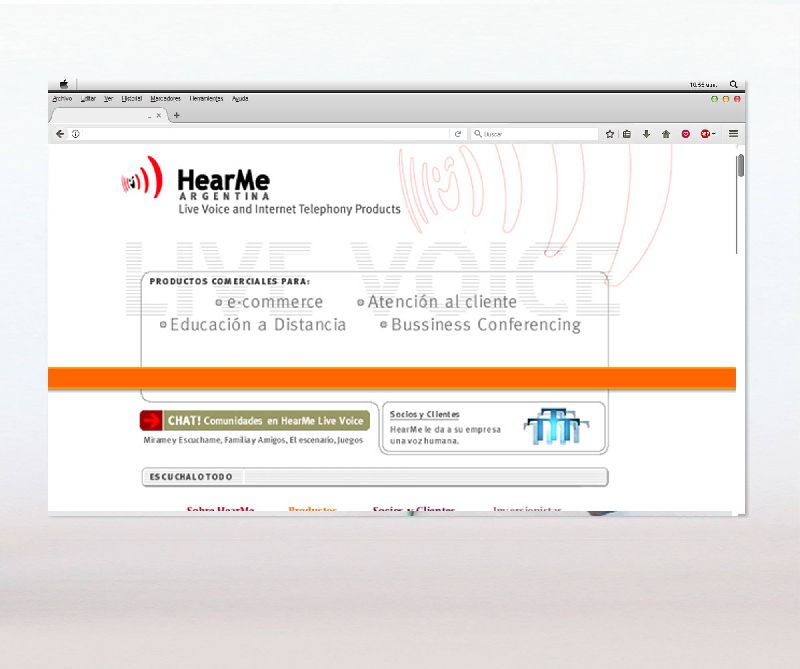 10:56 a.m.
Archivo Editar Ver Historial Marcadores Herramientas Ayuda
Buscar
HearMe
ARGENTINA
Live Voice and Internet Telephony Products
LIVE VOICE
PRODUCTOS COMERCIALES PARA:
e-commerce Atención al cliente
Educación a Distancia Bussiness Conferencing
CHAT! Comunidades en HearMe Live Voice
Mirame y Escuchame, Familia y Amigos, El escenario, Juegos
Socios y Clientes
HearMe le da a su empresa
una voz humana.
ESCUCHALO TODO
Sobre HearMe Productos Socios y Clientes Inversionistas